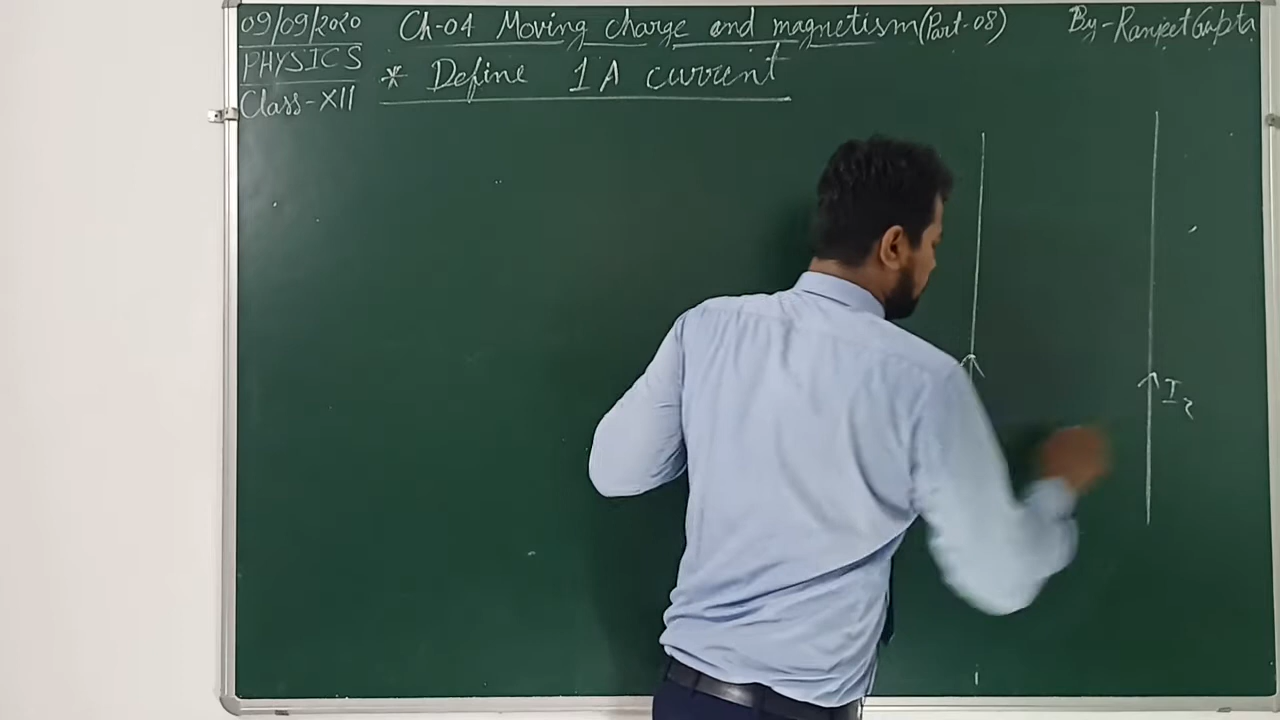 09/09/2020
PHYSICS
Class-XII
Ch-04 Moving charge and magnetism(Part-08)
By-Ranjeet Gupta
* Define 1A current
I₂